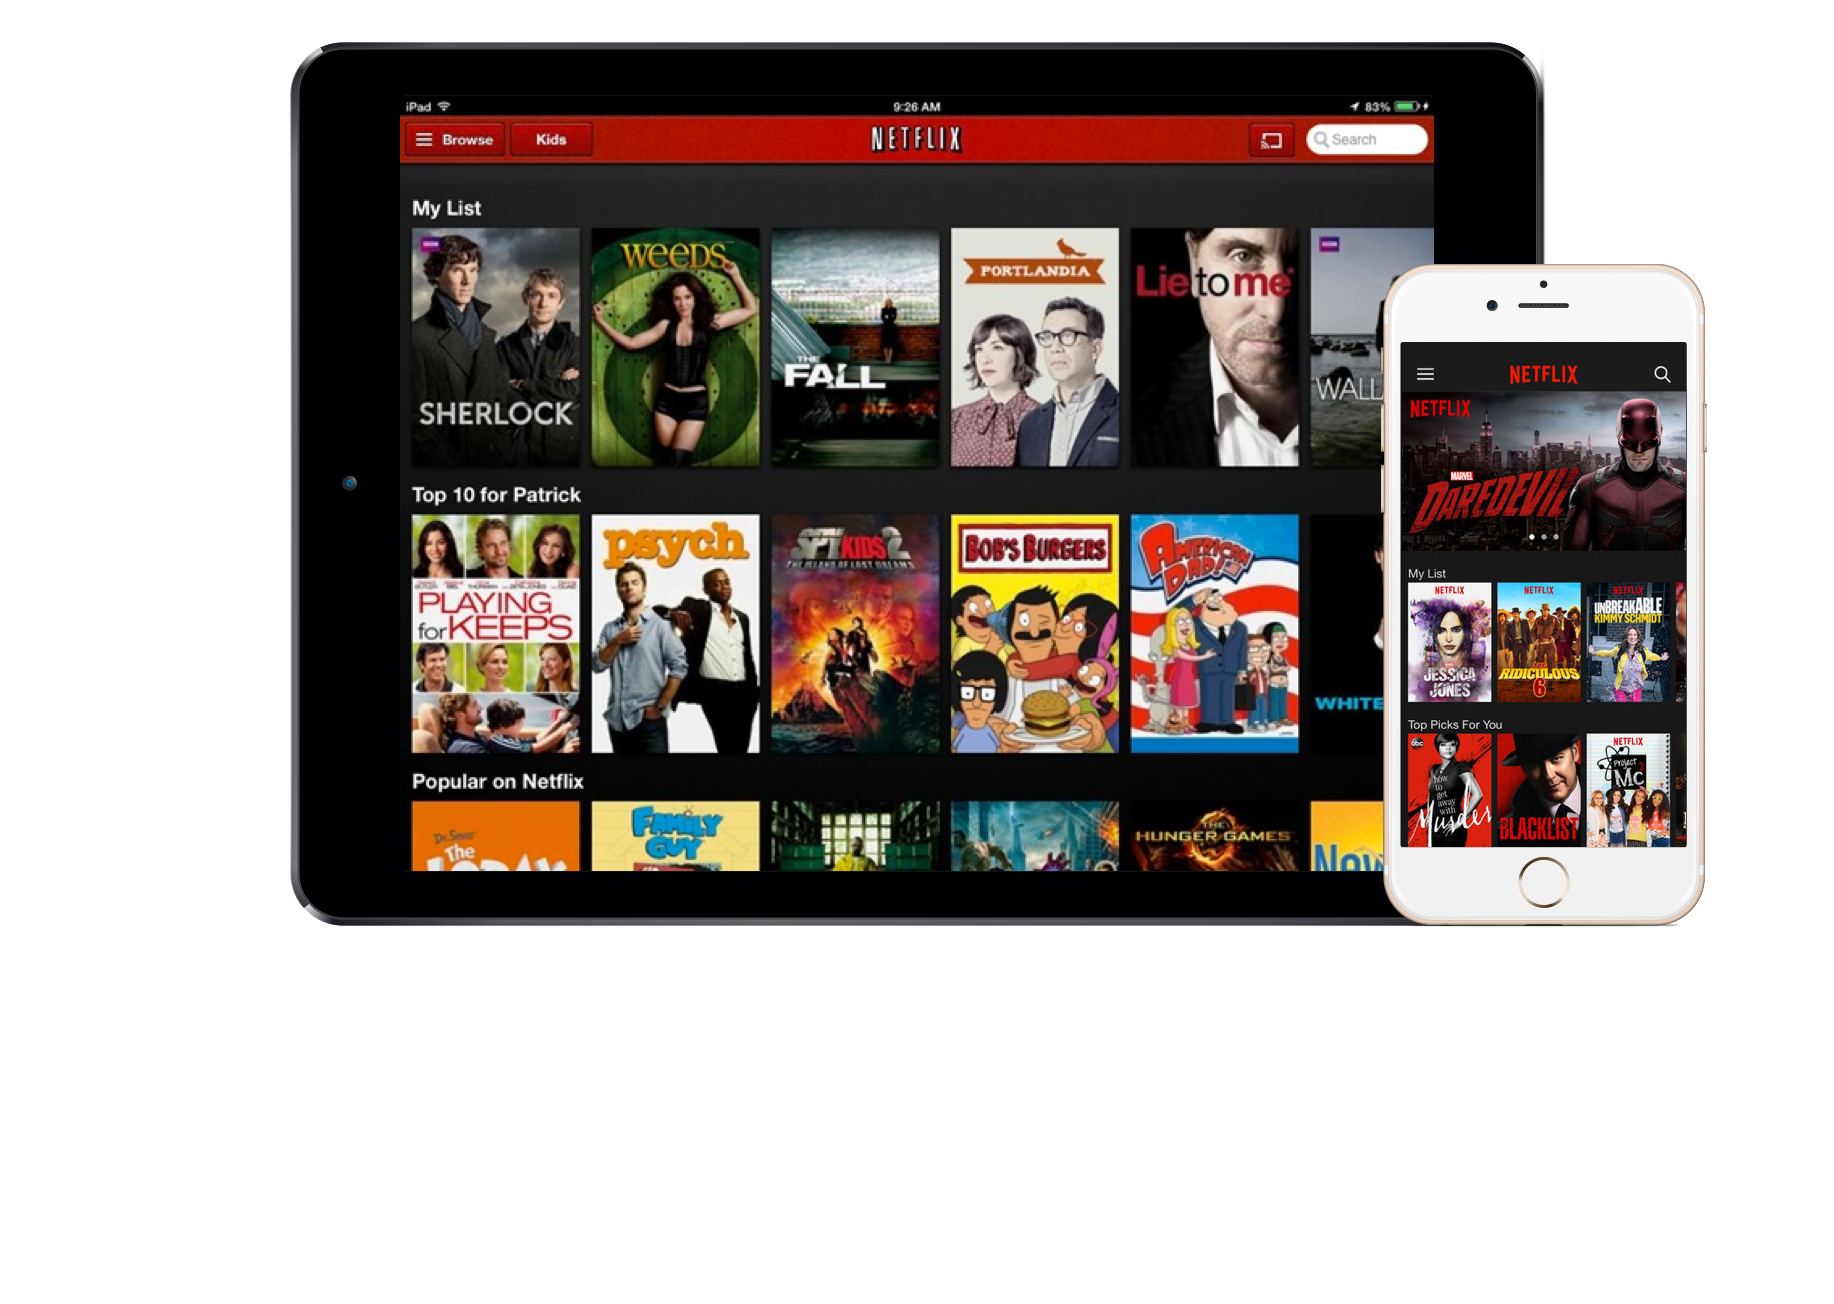 iPad
9:26 AM
83%
Browse
Kids
NETFLIX
Search
My List
SHERLOCK
WEEDS
THE
FALL
PORTLANDIA
Lie to me
WALL
Top 10 for Patrick
PLAYING
for KEEPS
psych
SPY KIDS 2
THE ISLAND OF LOST DREAMS
BOB'S BURGERS
AMERICAN
DAD!
WHITE
Popular on Netflix
Dr. Seuss'
The
LORAX
FAMILY
GUY
THE
HUNGER GAMES
New
NETFLIX
NETFLIX
MARVEL
DAREDEVIL
My List
NETFLIX
JESSICA
JONES
NETFLIX
RIDICULOUS
6
NETFLIX
UNBREAKABLE
KIMMY SCHMIDT
Top Picks For You
abc
how
to
get
away
with
Murder
BLACKLIST
NETFLIX
Project
Mc
2